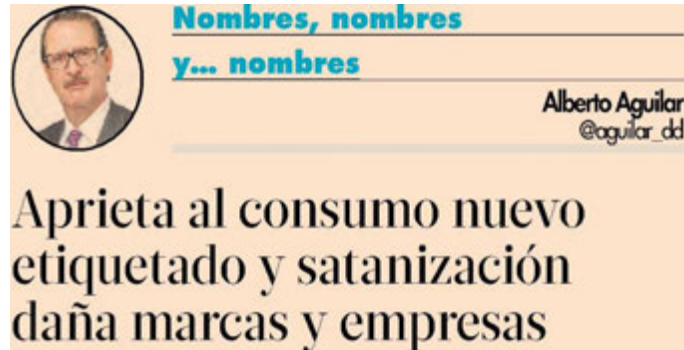 Nombres, nombres
y... nombres
Alberto Aguilar
@aguilar_dd
Aprieta al consumo nuevo
etiquetado y satanización
daña marcas y empresas